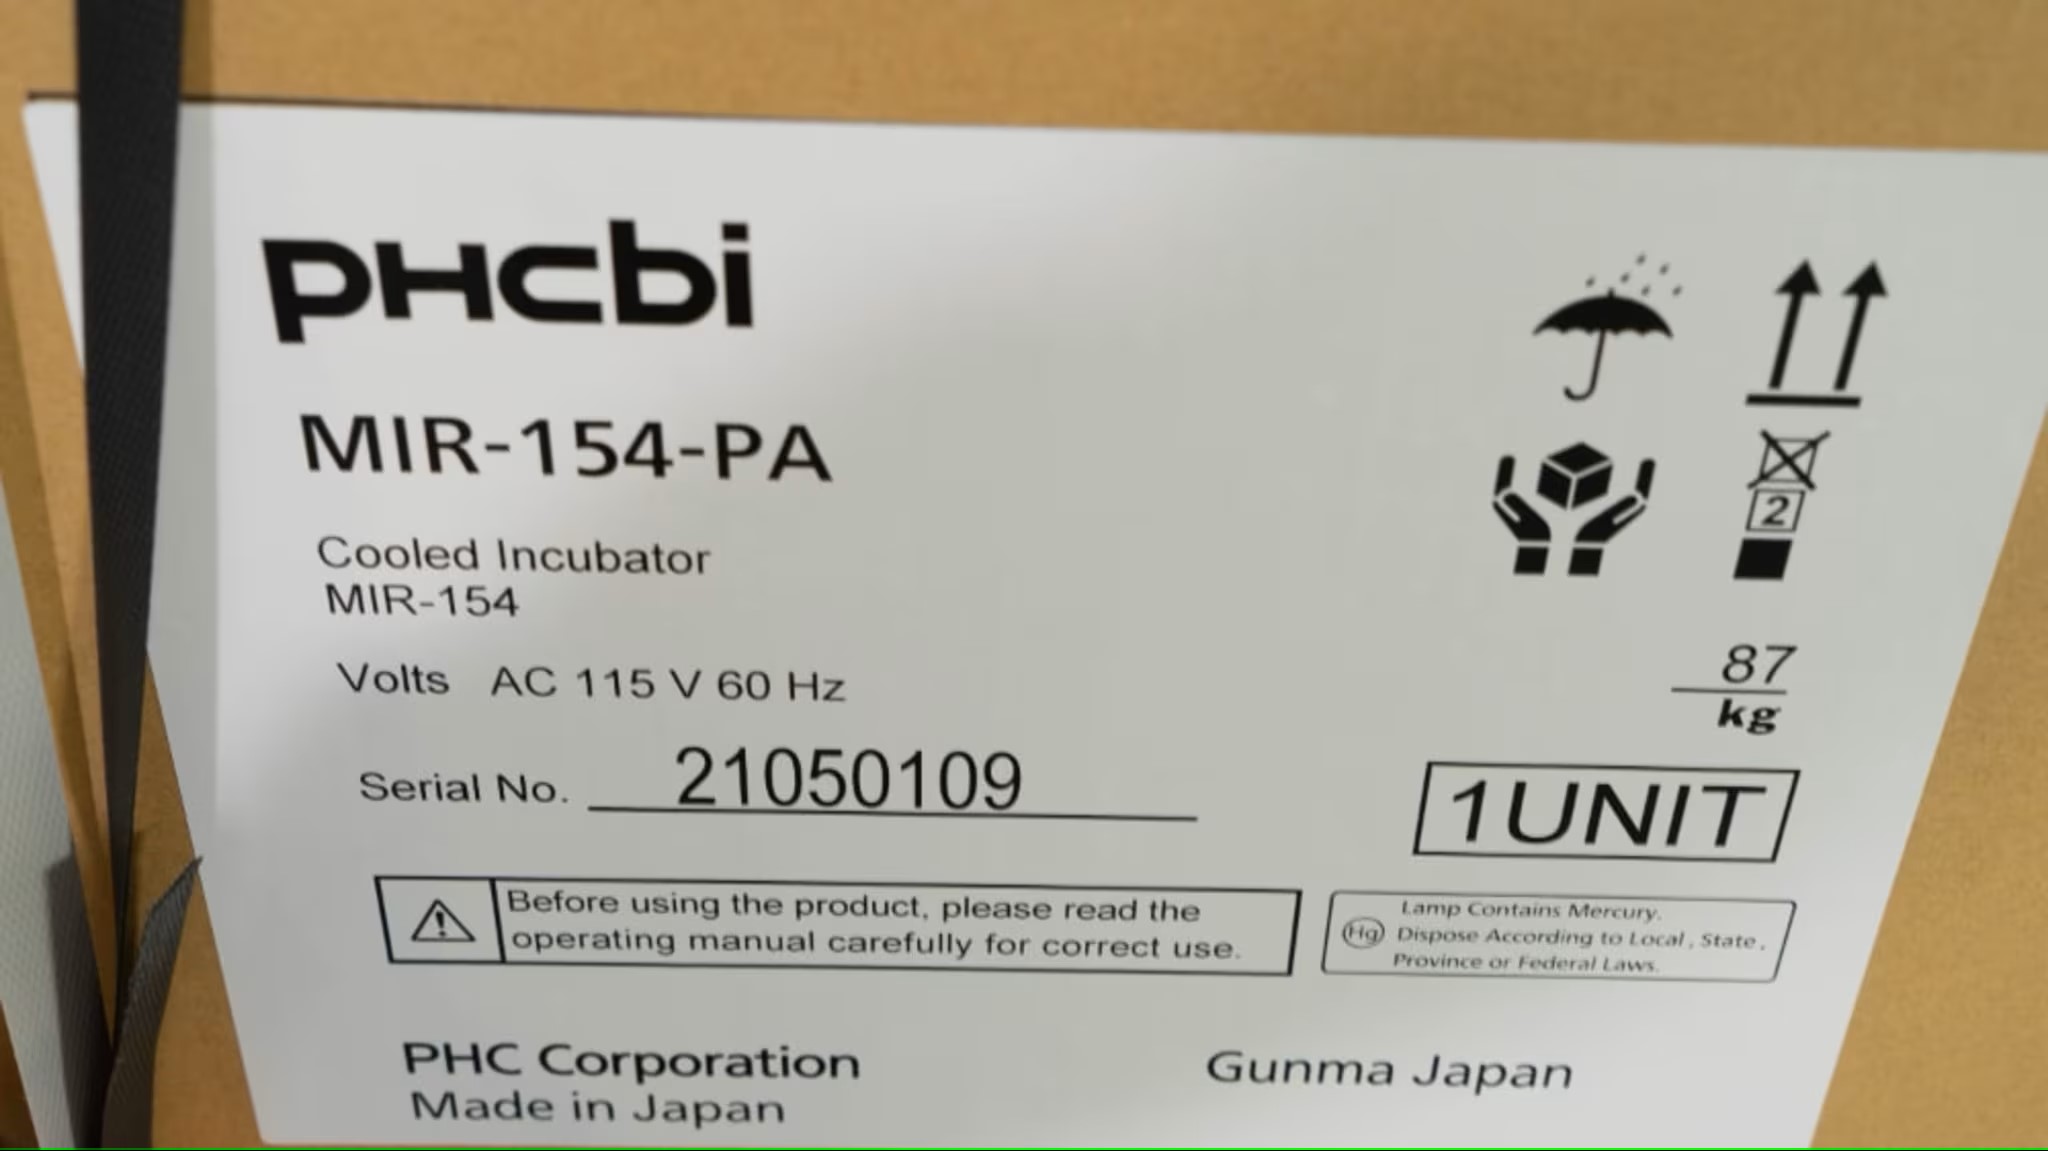 PHCbi
MIR-154-PA
Cooled Incubator
MIR-154
Volts AC 115 V 60 Hz
Serial No. 21050109
2
87
kg
1UNIT
Before using the product, please read the
operating manual carefully for correct use.
Hg
Lamp Contains Mercury.
Dispose According to Local, State,
Province or Federal Laws.
PHC Corporation
Made in Japan
Gunma Japan